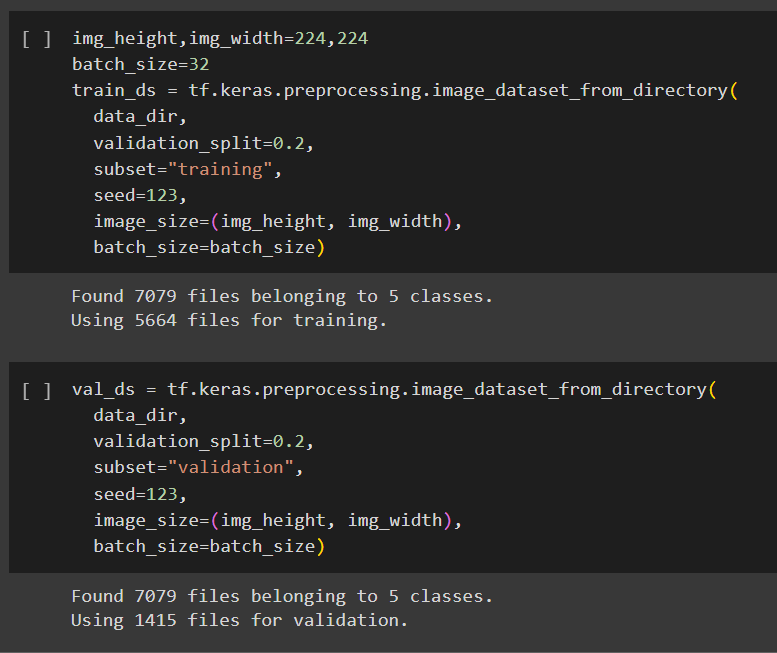 [ ] img_height,img_width=224,224
batch_size=32
train_ds = tf.keras.preprocessing.image_dataset_from_directory(
  data_dir,
  validation_split=0.2,
  subset="training",
  seed=123,
  image_size=(img_height, img_width),
  batch_size=batch_size)
Found 7079 files belonging to 5 classes.
Using 5664 files for training.
[ ] val_ds = tf.keras.preprocessing.image_dataset_from_directory(
  data_dir,
  validation_split=0.2,
  subset="validation",
  seed=123,
  image_size=(img_height, img_width),
  batch_size=batch_size)
Found 7079 files belonging to 5 classes.
Using 1415 files for validation.